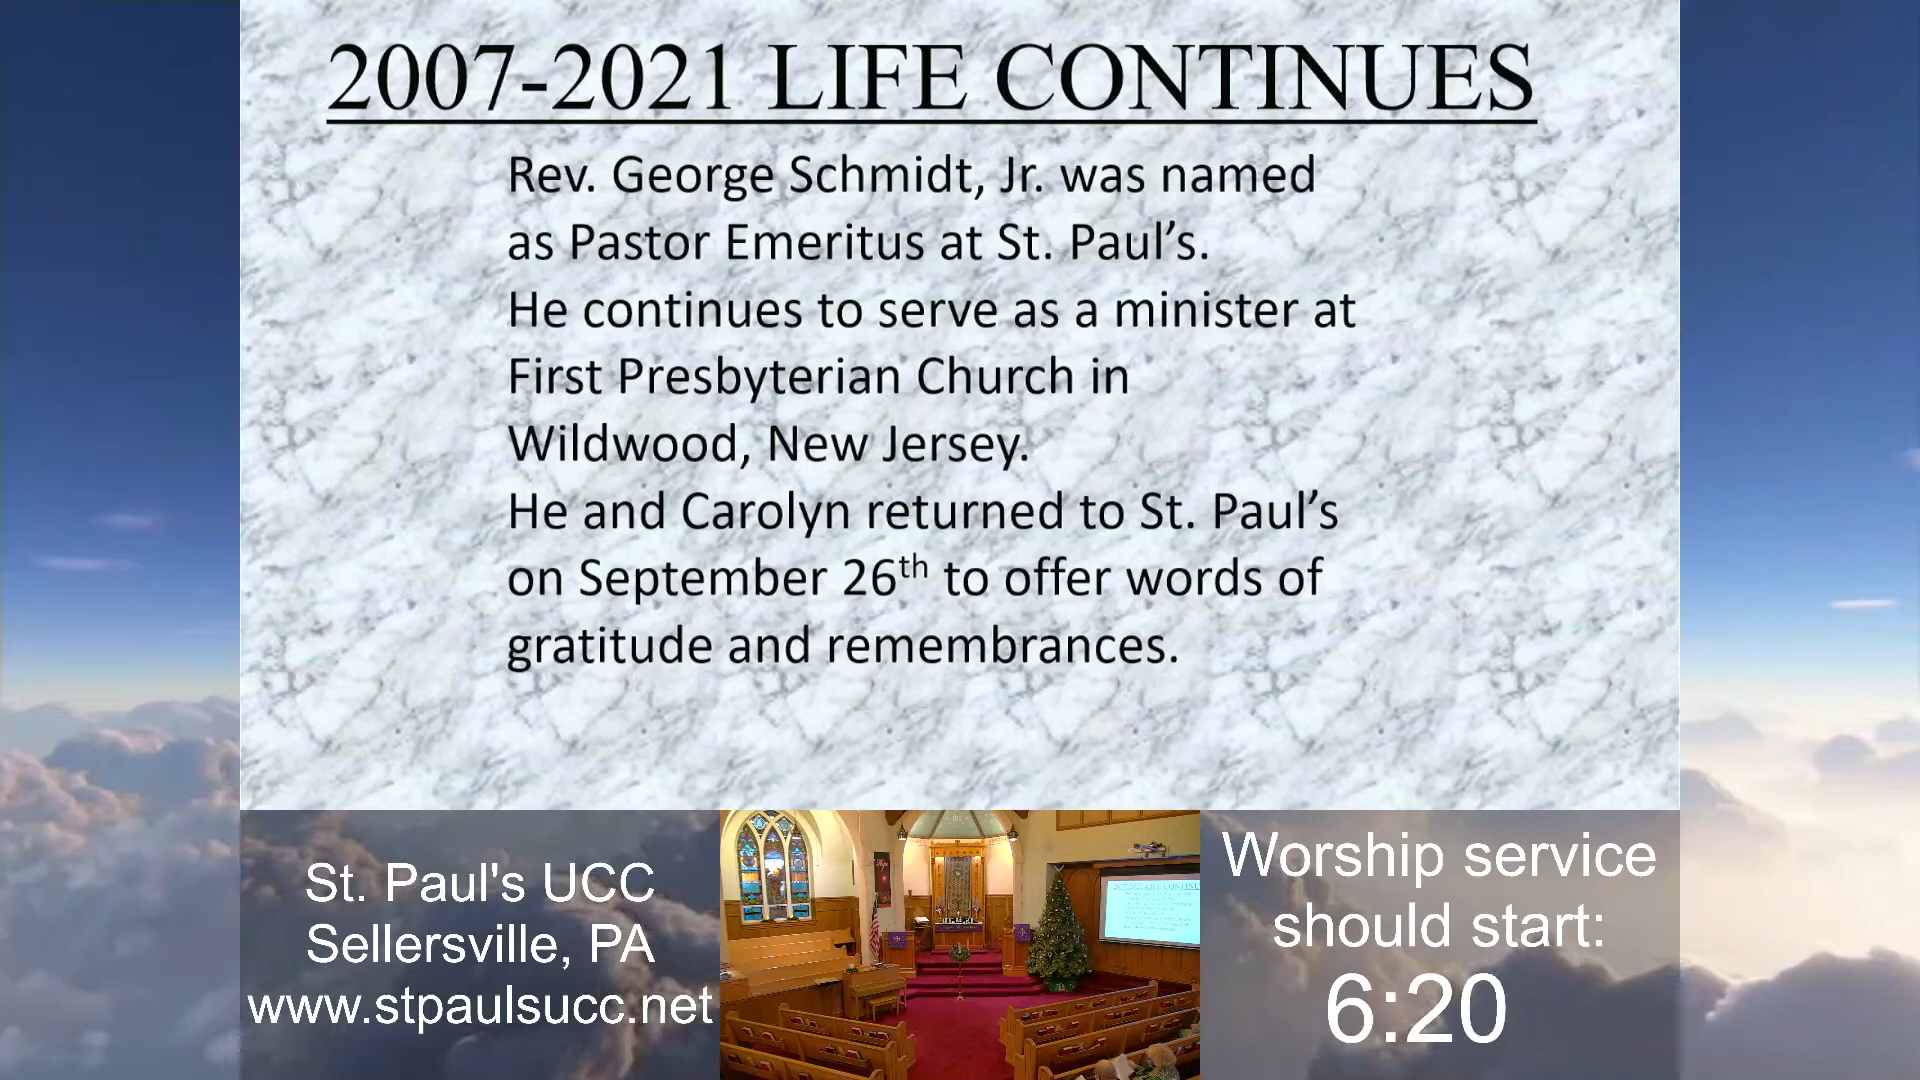 2007-2021 LIFE CONTINUES
Rev. George Schmidt, Jr. was named
as Pastor Emeritus at St. Paul’s.
He continues to serve as a minister at
First Presbyterian Church in
Wildwood, New Jersey.
He and Carolyn returned to St. Paul’s
on September 26th to offer words of
gratitude and remembrances.
St. Paul's UCC
Sellersville, PA
www.stpaulsucc.net
Worship service
should start:
6:20